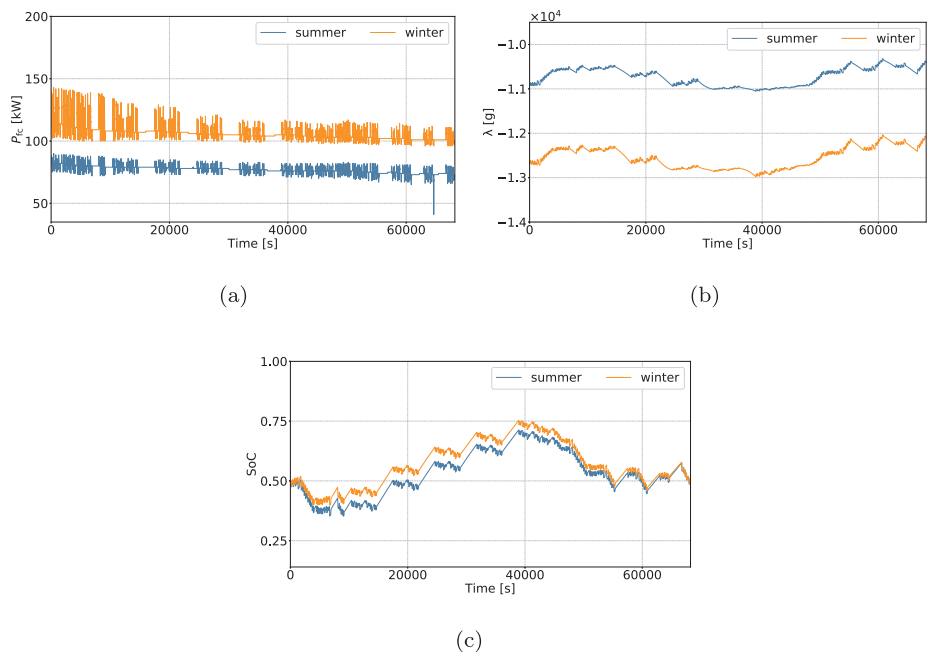 200
150
100
50
P_fc [kW]
summer winter
0 20000 40000 60000
Time [s]
(a)
×10⁴
−1.0
−1.1
−1.2
−1.3
−1.4
λ [g]
summer winter
0 20000 40000 60000
Time [s]
(b)
1.00
0.75
0.50
0.25
SoC
summer winter
0 20000 40000 60000
Time [s]
(c)